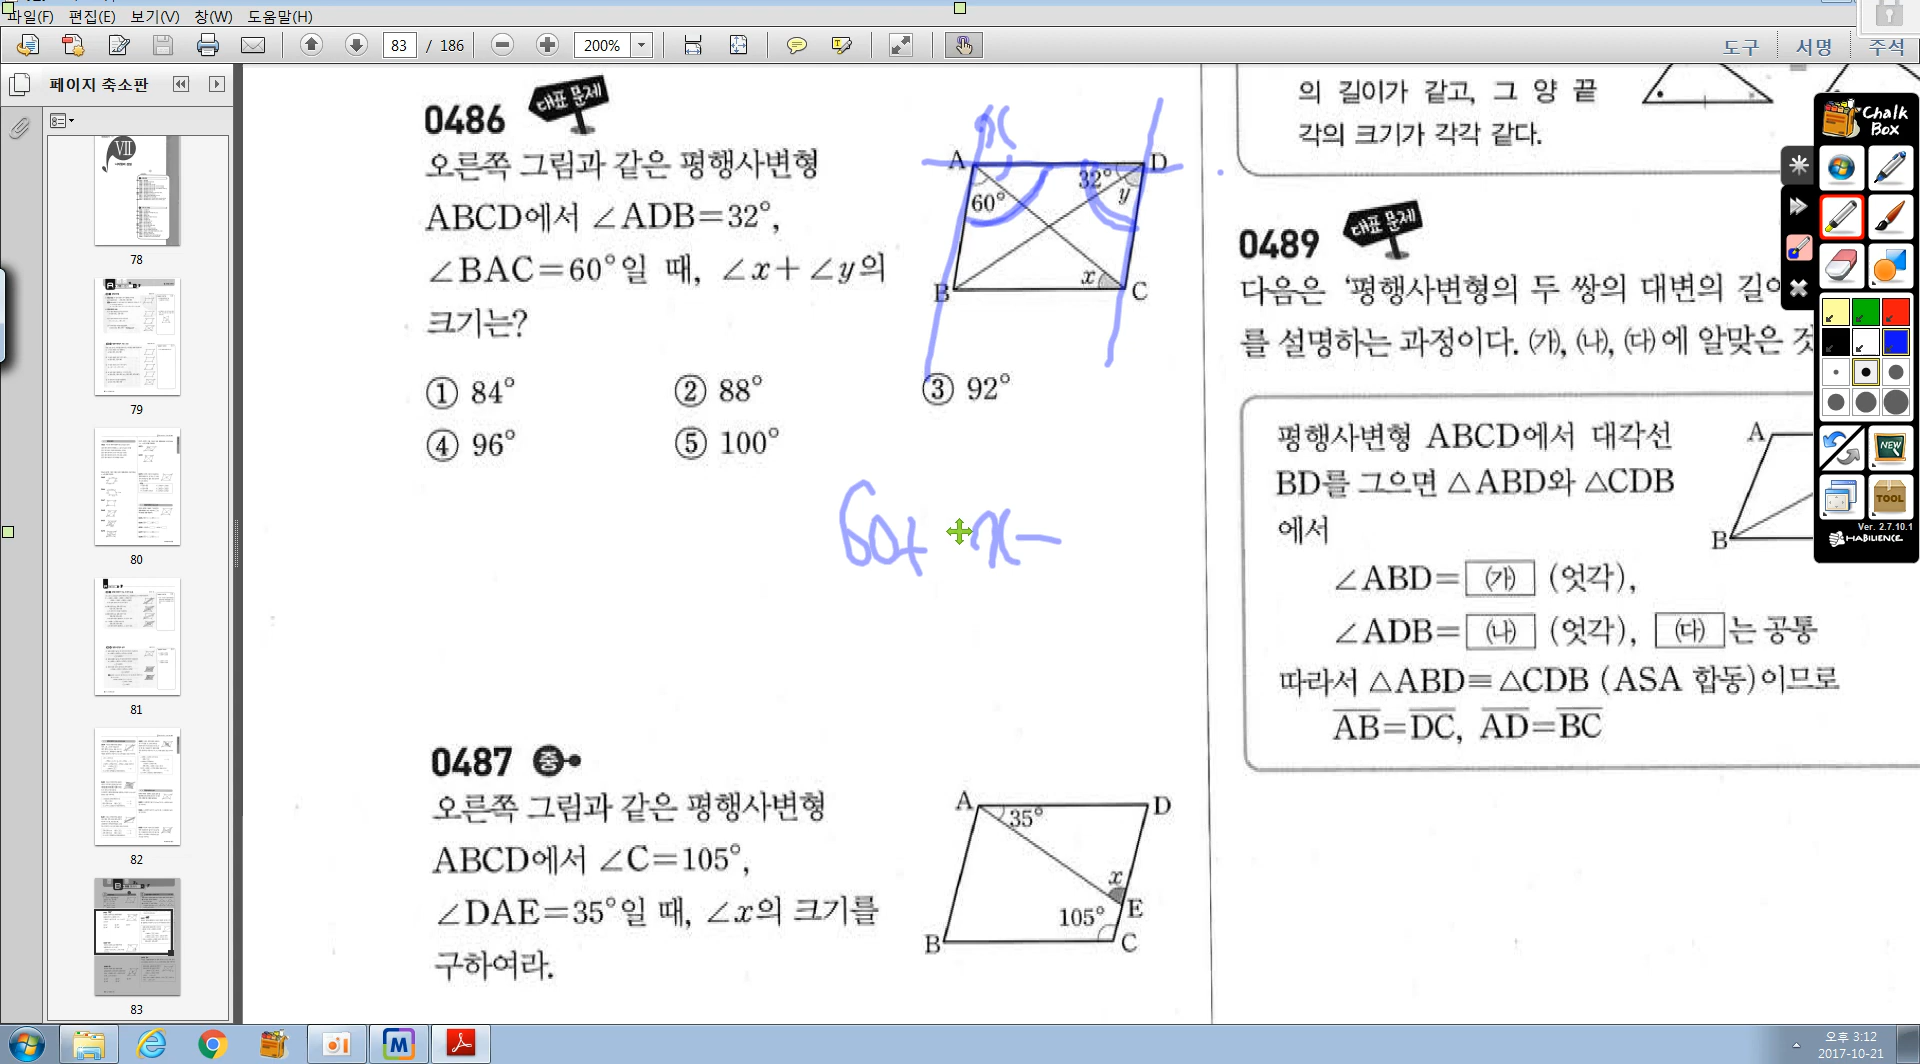 파일(F) 편집(E) 보기(V) 창(W) 도움말(H)
83 / 186 200%
도구 서명 주석
페이지 축소판
VII
78
79
80
81
82
83
0486 대표 문제
오른쪽 그림과 같은 평행사변형
ABCD에서 ∠ADB=32°,
∠BAC=60°일 때, ∠x+∠y의
크기는?
① 84° ② 88° ③ 92°
④ 96° ⑤ 100°
A D
32°
60° y
x
B C
x
60+ x
0487 중
오른쪽 그림과 같은 평행사변형
ABCD에서 ∠C=105°,
∠DAE=35°일 때, ∠x의 크기를
구하여라.
A D
35°
x
E
105°
B C
의 길이가 같고, 그 양 끝
각의 크기가 각각 같다.
0489 대표 문제
다음은 ‘평행사변형의 두 쌍의 대변의 길이
를 설명하는 과정이다. ㈎, ㈏, ㈐에 알맞은 것
평행사변형 ABCD에서 대각선
BD를 그으면 △ABD와 △CDB
에서
A
B
∠ABD=㈎ (엇각),
∠ADB=㈏ (엇각), ㈐는 공통
따라서 △ABD≡△CDB (ASA 합동)이므로
AB=DC, AD=BC
Chalk
Box
NEW
TOOL
Ver. 2.7.10.1
HABILIENCE
오후 3:12
2017-10-21